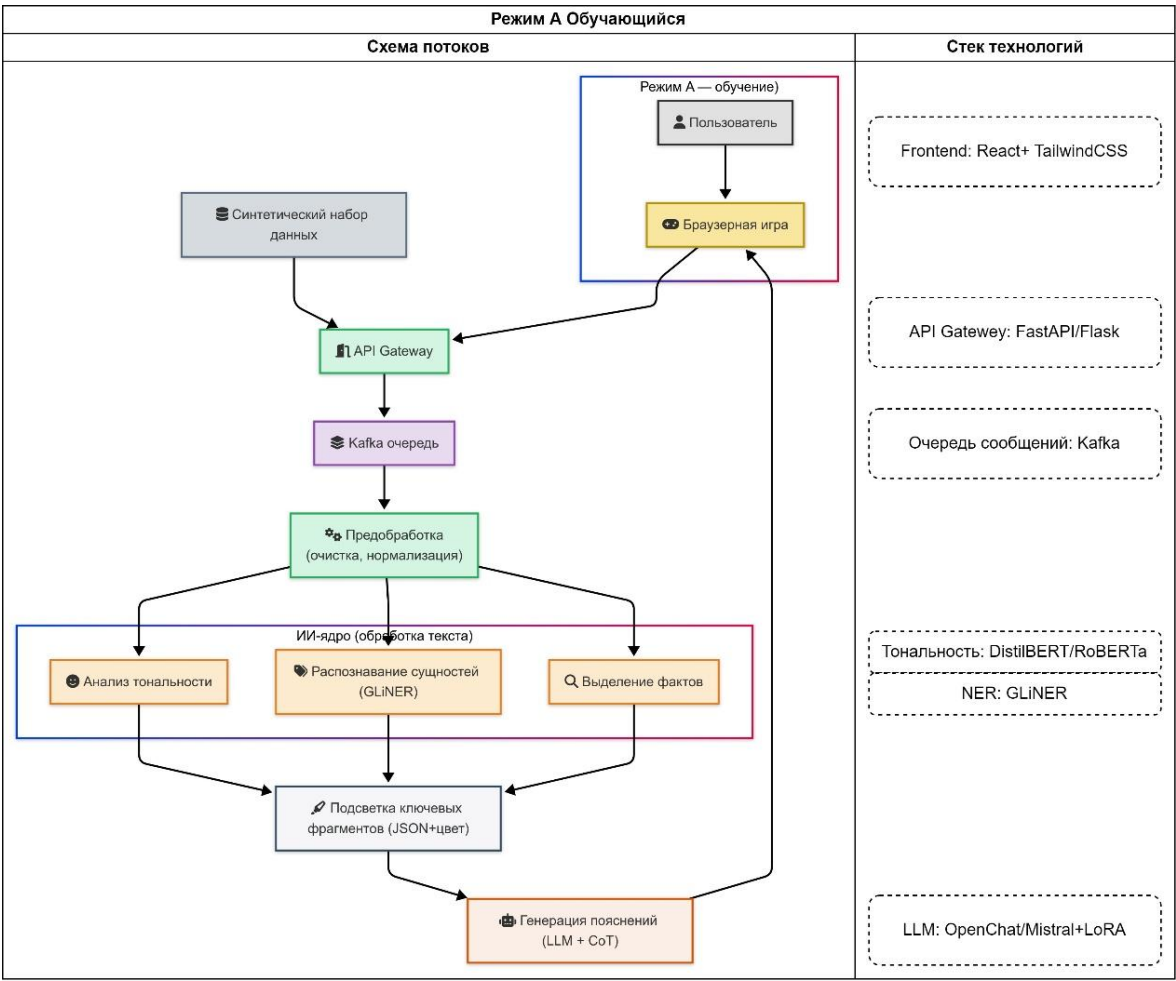 Режим А Обучающийся
Схема потоков
Стек технологий
Режим А — обучение)
Пользователь
Браузерная игра
Синтетический набор
данных
API Gateway
Kafka очередь
Предобработка
(очистка, нормализация)
ИИ-ядро (обработка текста)
Анализ тональности
Распознавание сущностей
(GLiNER)
Выделение фактов
Подсветка ключевых
фрагментов (JSON+цвет)
Генерация пояснений
(LLM + CoT)
Frontend: React+ TailwindCSS
API Gatewey: FastAPI/Flask
Очередь сообщений: Kafka
Тональность: DistilBERT/RoBERTa
NER: GLiNER
LLM: OpenChat/Mistral+LoRA